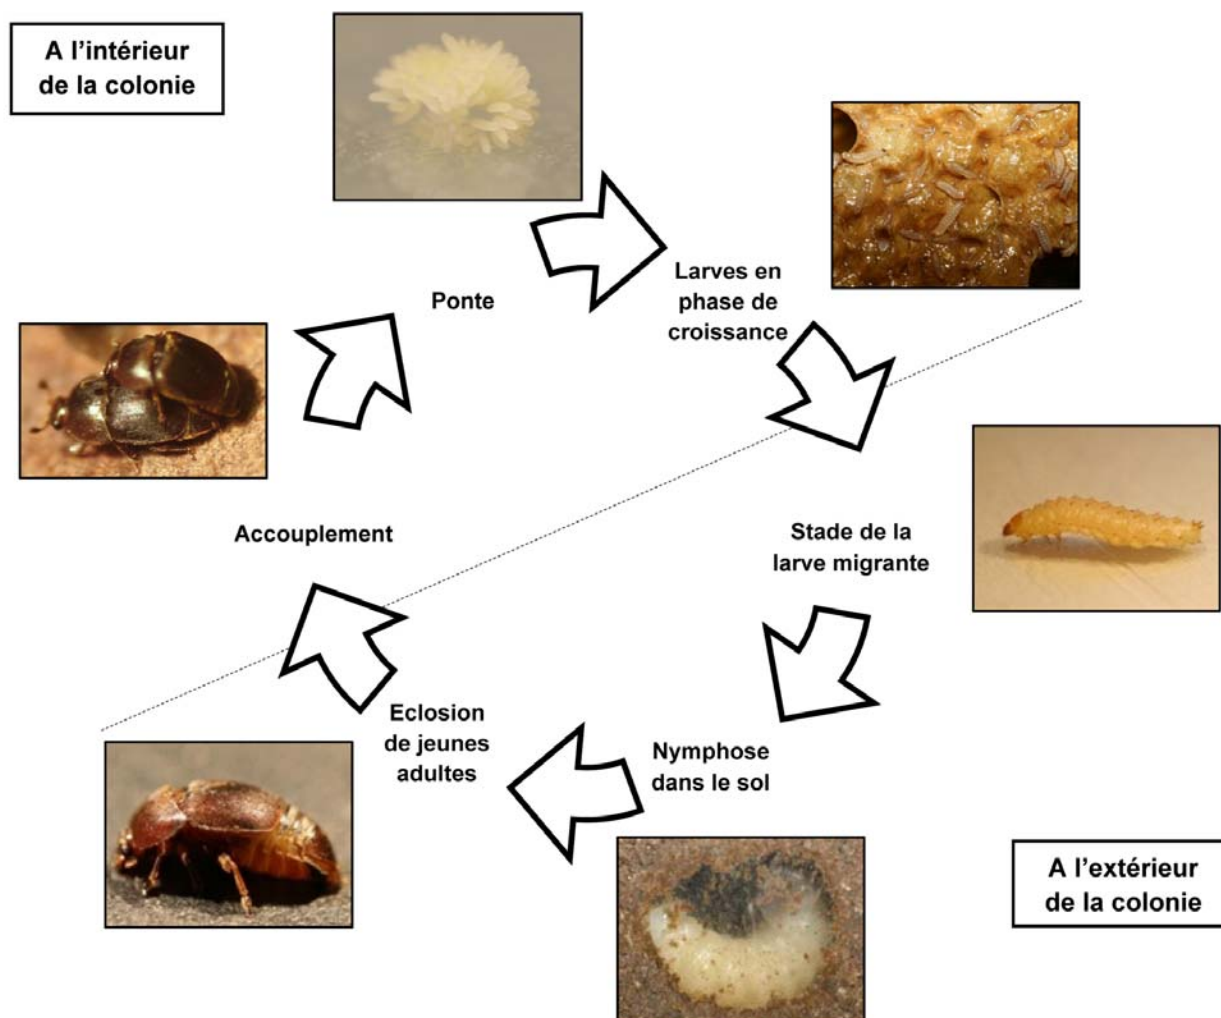 A l’intérieur
de la colonie
Ponte
Larves en
phase de
croissance
Accouplement
Stade de la
larve migrante
Eclosion
de jeunes
adultes
Nymphose
dans le sol
A l’extérieur
de la colonie